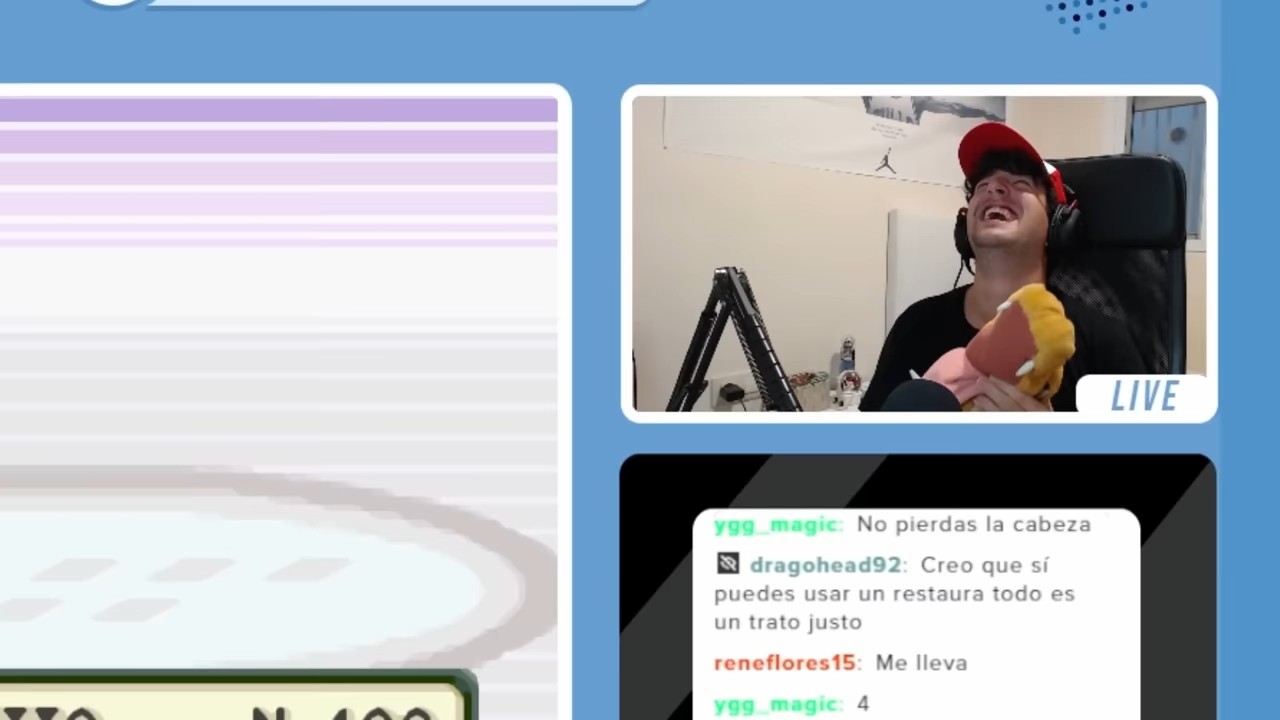 LIVE
ygg_magic: No pierdas la cabeza
dragohead92: Creo que sí
puedes usar un restaura todo es
un trato justo
reneflores15: Me lleva
ygg_magic: 4